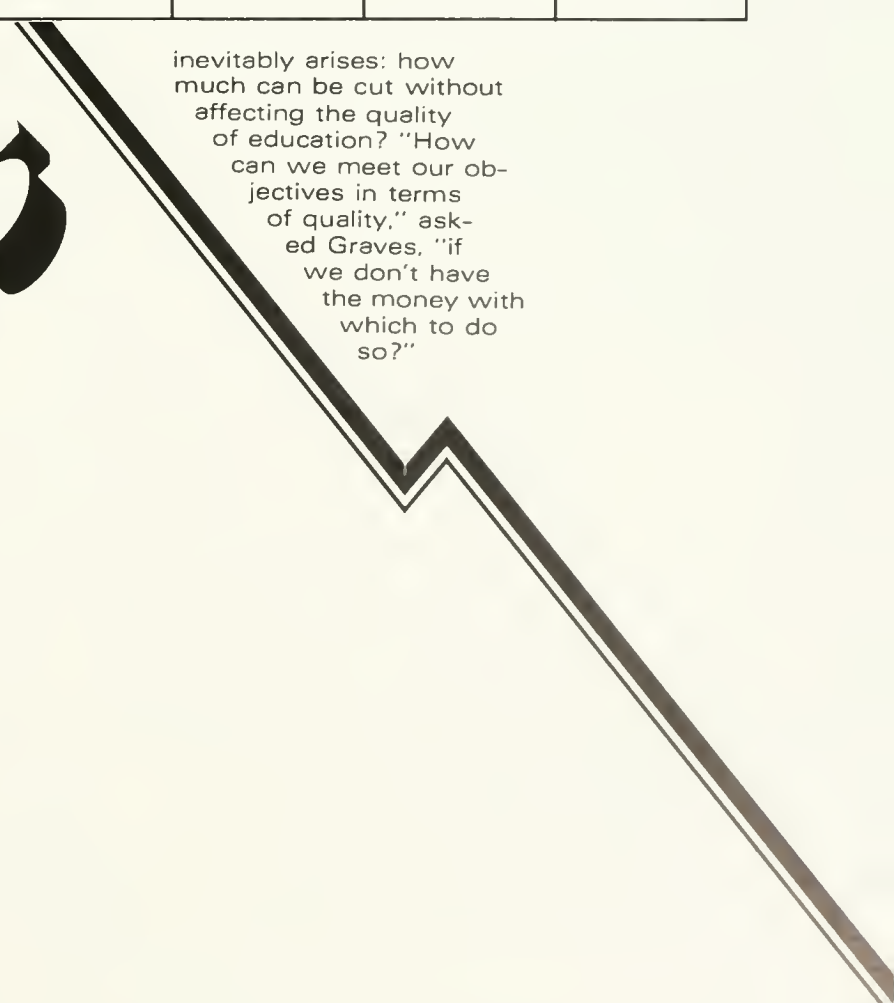 inevitably arises: how
much can be cut without
affecting the quality
of education? "How
can we meet our ob-
jectives in terms
of quality," ask-
ed Graves, "if
we don't have
the money with
which to do
so?"